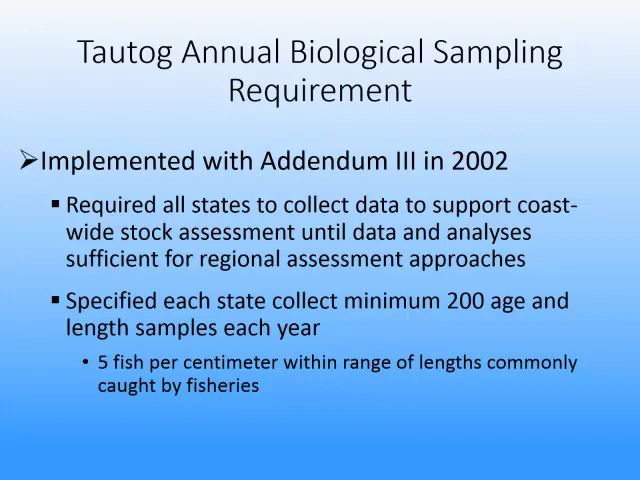 Tautog Annual Biological Sampling
Requirement
➢Implemented with Addendum III in 2002
▪ Required all states to collect data to support coast-
wide stock assessment until data and analyses
sufficient for regional assessment approaches
▪ Specified each state collect minimum 200 age and
length samples each year
• 5 fish per centimeter within range of lengths commonly
caught by fisheries